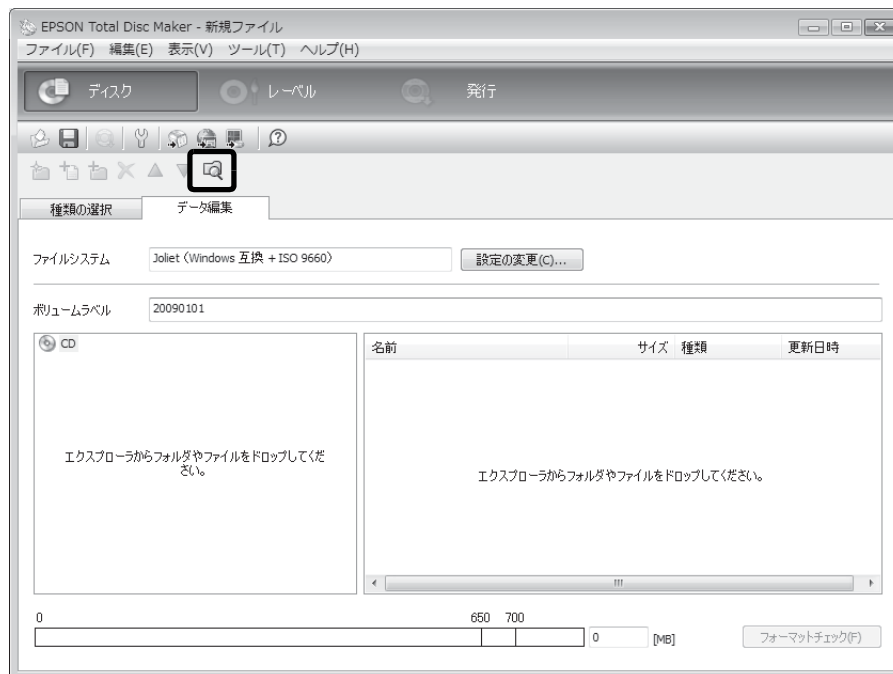 EPSON Total Disc Maker - 新規ファイル
ファイル(F) 編集(E) 表示(V) ツール(T) ヘルプ(H)
ディスク レーベル 発行
種類の選択 データ編集
ファイルシステム Joliet (Windows 互換 + ISO 9660) 設定の変更(C)...
ボリュームラベル 20090101
CD 名前 サイズ 種類 更新日時
エクスプローラからフォルダやファイルをドロップしてくだ
さい。
エクスプローラからフォルダやファイルをドロップしてください。
0 650 700
0 [MB] フォーマットチェック(F)